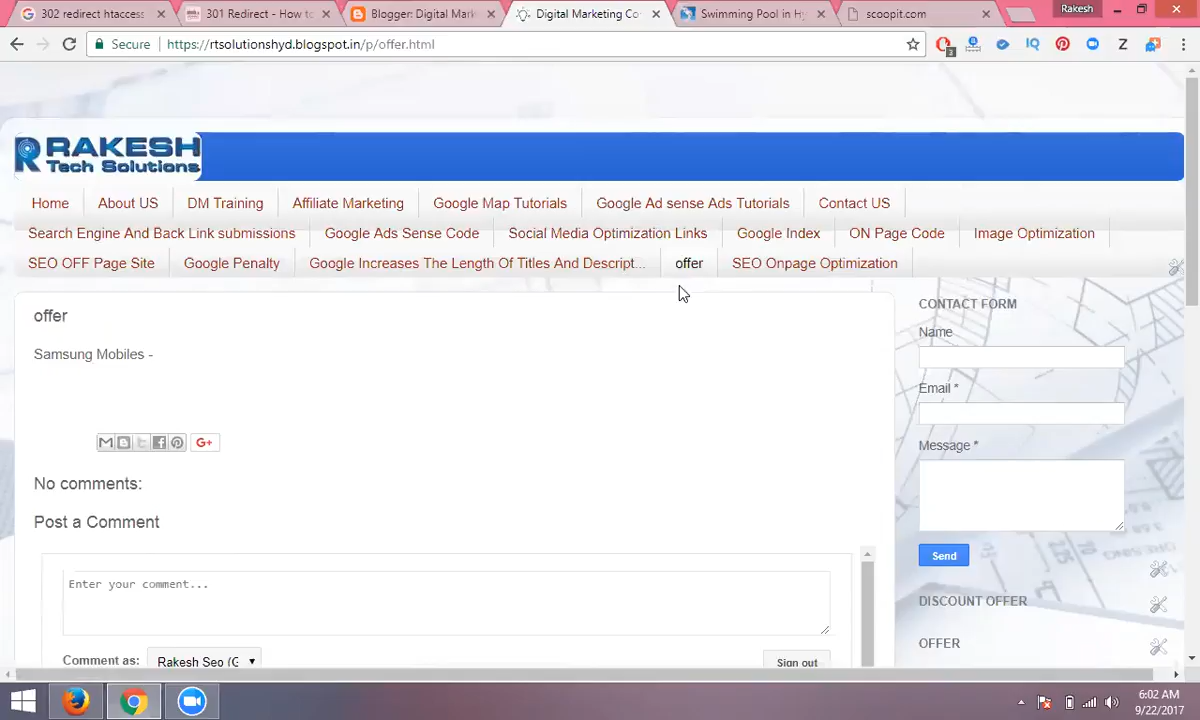 302 redirect htaccess
301 Redirect - How to
Blogger: Digital Mark
Digital Marketing Co
Swimming Pool in H
scoopit.com
Rakesh
Secure
https://rtsolutionshyd.blogspot.in/p/offer.html
3
IQ
Z
RAKESH
Tech Solutions
Home
About US
DM Training
Affiliate Marketing
Google Map Tutorials
Google Ad sense Ads Tutorials
Contact US
Search Engine And Back Link submissions
Google Ads Sense Code
Social Media Optimization Links
Google Index
ON Page Code
Image Optimization
SEO OFF Page Site
Google Penalty
Google Increases The Length Of Titles And Descript...
offer
SEO Onpage Optimization
offer
Samsung Mobiles -
G+
No comments:
Post a Comment
Enter your comment...
Comment as:
Rakesh Seo (G
Sign out
CONTACT FORM
Name
Email *
Message *
Send
DISCOUNT OFFER
OFFER
6:02 AM
9/22/2017